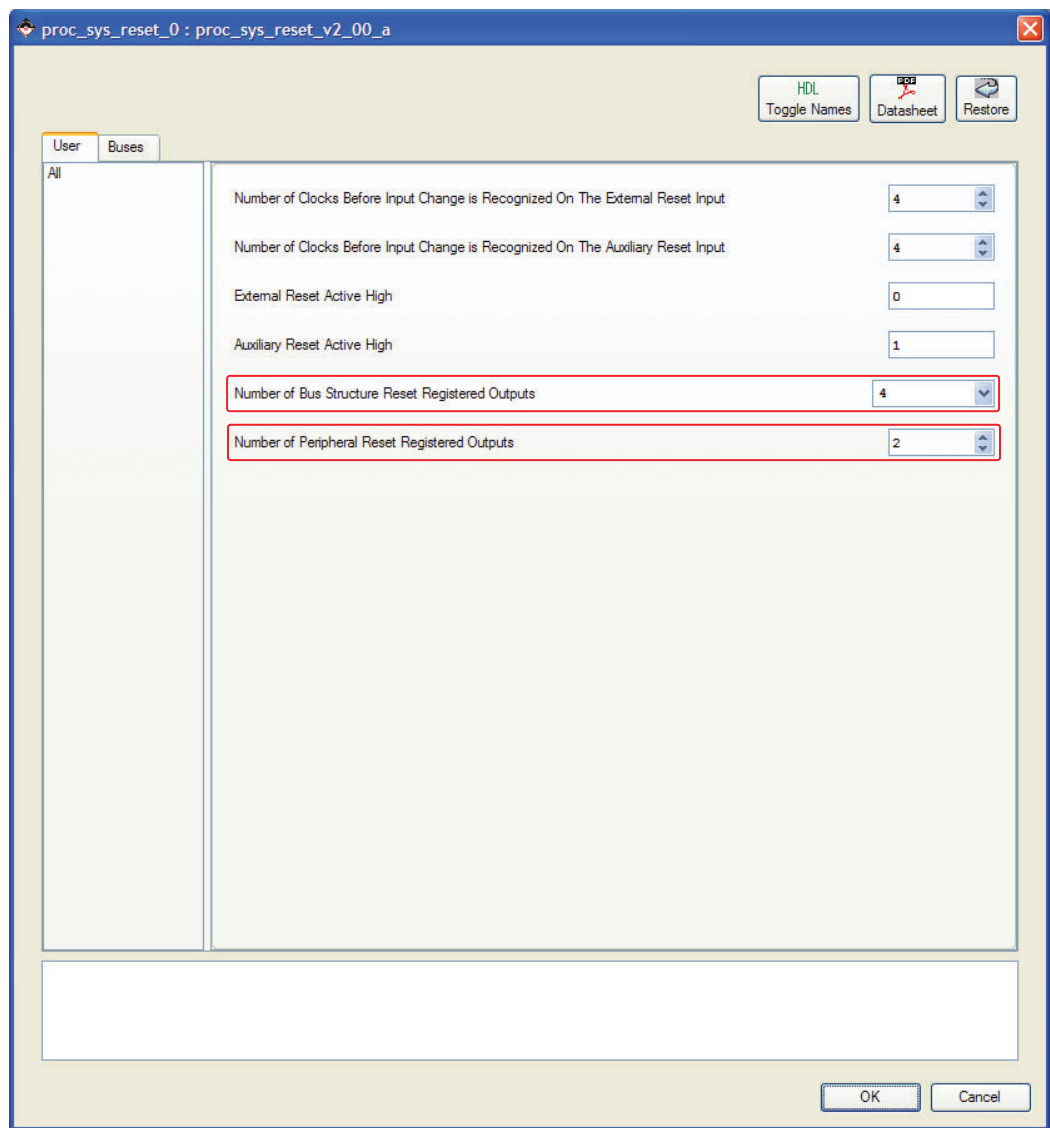 proc_sys_reset_0 : proc_sys_reset_v2_00_a
HDL
Toggle Names
PDF
Datasheet
Restore
User Buses
All
Number of Clocks Before Input Change is Recognized On The External Reset Input 4
Number of Clocks Before Input Change is Recognized On The Auxiliary Reset Input 4
External Reset Active High 0
Auxiliary Reset Active High 1
Number of Bus Structure Reset Registered Outputs 4
Number of Peripheral Reset Registered Outputs 2
OK Cancel